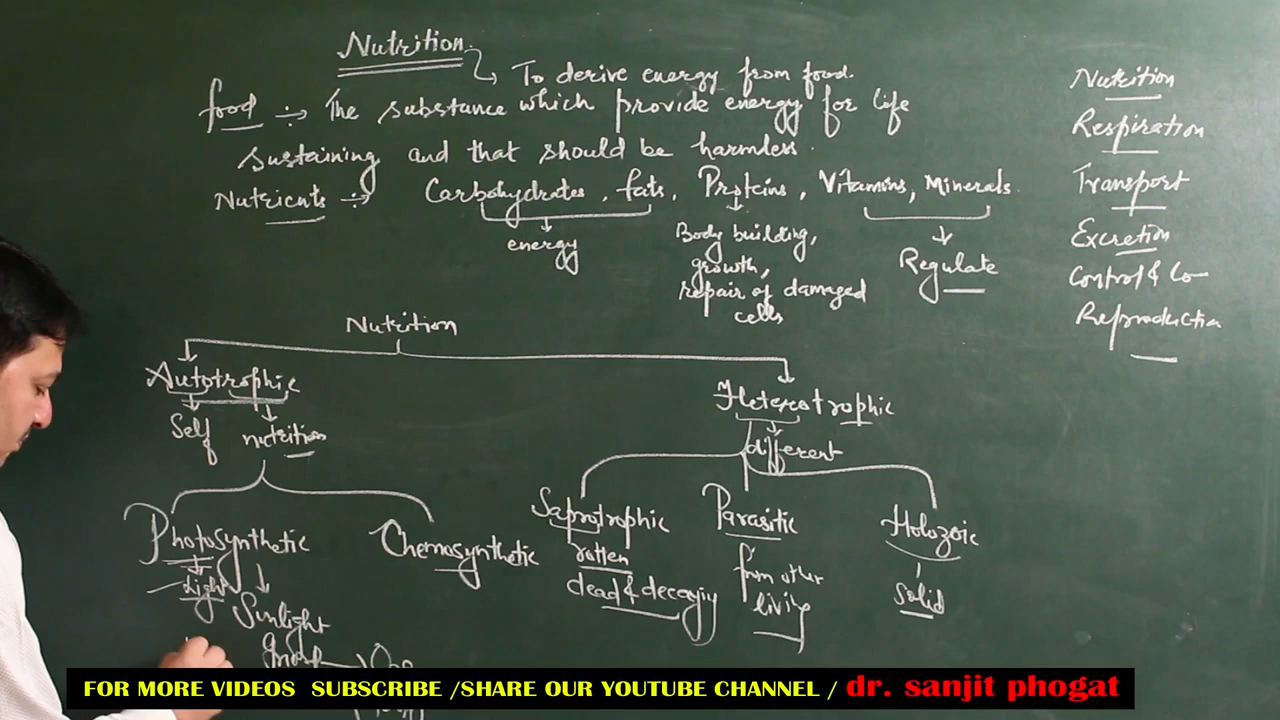 Nutrition
To derive energy from food.
food ÷ The substance which provide energy for life
sustaining and that should be harmless.
Nutrients ÷ Carbohydrates, fats, Proteins, Vitamins, Minerals.
energy
Body building,
growth,
repair of damaged
cells
Regulate
Nutrition
Respiration
Transport
Excretion
Control & Co-
Reproduction
Nutrition
Autotrophic
Heterotrophic
Self nutrition
different
Photosynthetic
Chemosynthetic
Saprotrophic
Parasitic
Holozoic
Light
Sunlight
rotten
dead & decaying
from other
living
solid
FOR MORE VIDEOS SUBSCRIBE /SHARE OUR YOUTUBE CHANNEL / dr. sanjit phogat